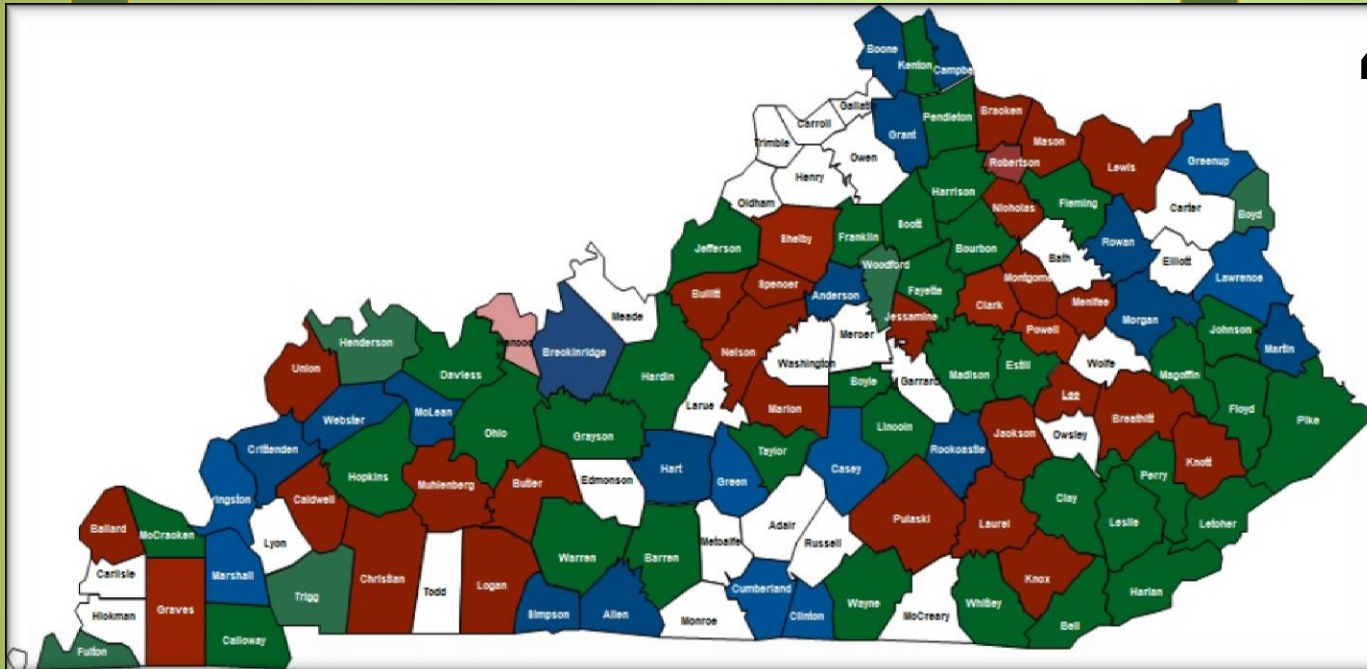 Boone
Kenton
Campbe
Gallati
Carroll
Trimble
Grant
Pendleton
Bracken
Mason
Owen
Henry
Robertson
Lewis
Greenup
Oldham
Harrison
Nicholas
Fleming
Carter
Boyd
Jefferson
Shelby
Franklin
Scott
Bourbon
Rowan
Bath
Elliott
Woodford
Fayette
Montgome
Lawrence
Bullitt
Spencer
Anderson
Clark
Menifee
Meade
Jessamine
Powell
Morgan
Johnson
Martin
Henderson
Breckinridge
Nelson
Washington
Mercer
Union
Daviess
Hardin
Boyle
Garrard
Madison
Estill
Wolfe
Magoffin
Webster
McLean
Larue
Marion
Lee
Breathitt
Floyd
Pike
Ohio
Grayson
Lincoln
Jackson
Owsley
Crittenden
Hopkins
Hart
Taylor
Green
Casey
Rockcastle
Perry
Knott
vingston
Caldwell
Muhlenberg
Butler
Edmonson
Clay
Leslie
Letcher
Ballard
McCracken
Lyon
Warren
Barren
Metcalfe
Adair
Russell
Pulaski
Laurel
Carlisle
Marshall
Trigg
Christian
Todd
Logan
Cumberland
Knox
Harlan
Hickman
Graves
Simpson
Allen
Monroe
Clinton
Wayne
McCreary
Whitley
Bell
Fulton
Calloway